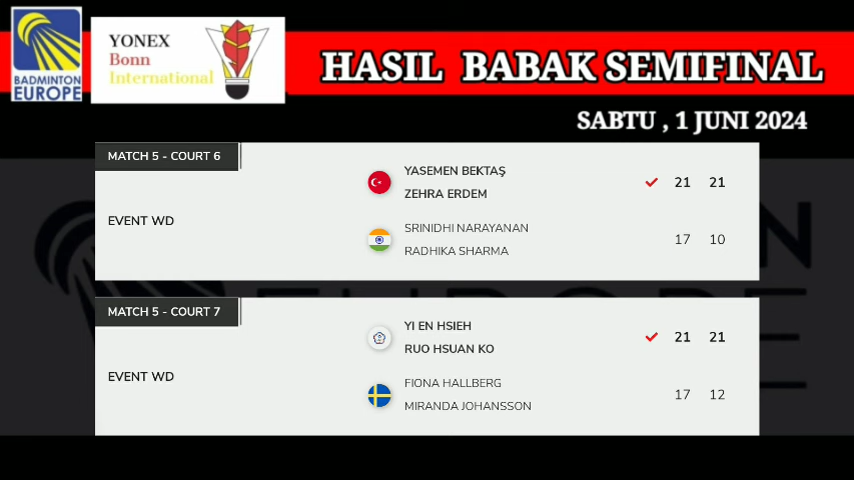 BADMINTON
EUROPE
YONEX
Bonn
International
HASIL BABAK SEMIFINAL
SABTU , 1 JUNI 2024
MATCH 5 - COURT 6
EVENT WD
YASEMEN BEKTAŞ
ZEHRA ERDEM
21 21
SRINIDHI NARAYANAN
RADHIKA SHARMA
17 10
MATCH 5 - COURT 7
EVENT WD
YI EN HSIEH
RUO HSUAN KO
21 21
FIONA HALLBERG
MIRANDA JOHANSSON
17 12